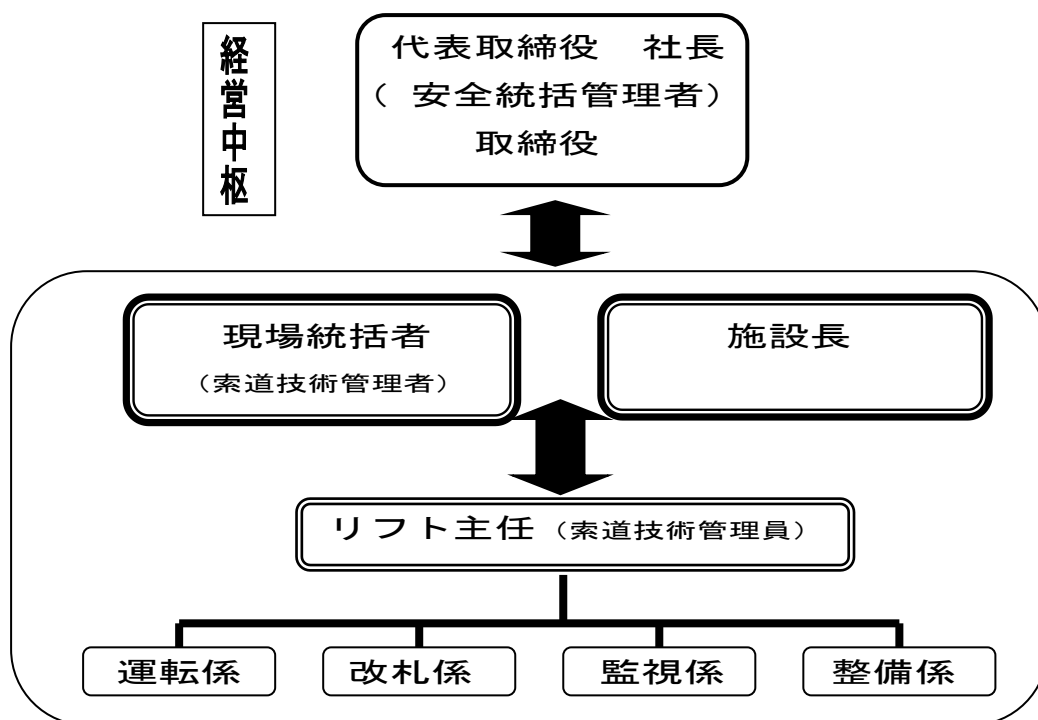 経営中枢
代表取締役　社長
（ 安全統括管理者）
取締役
現場統括者
（索道技術管理者）
施設長
リフト主任（索道技術管理員）
運転係
改札係
監視係
整備係